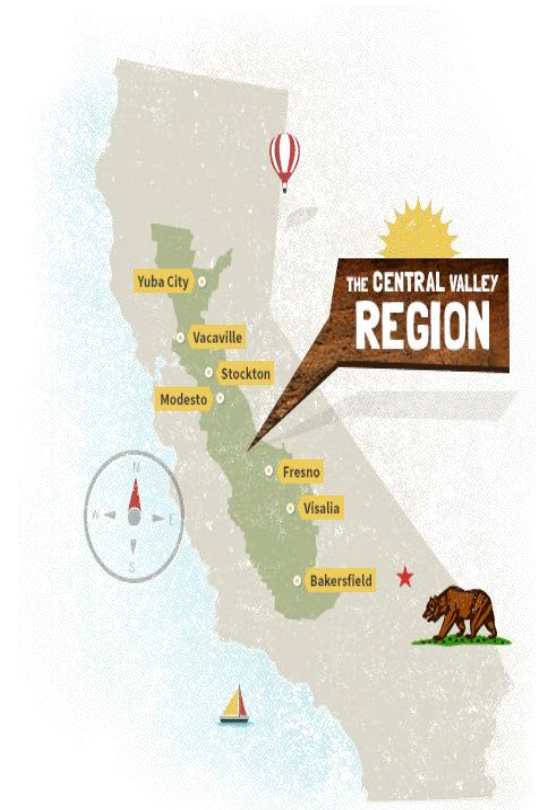 THE CENTRAL VALLEY
REGION
Yuba City
Vacaville
Stockton
Modesto
N
W
E
S
Fresno
Visalia
Bakersfield